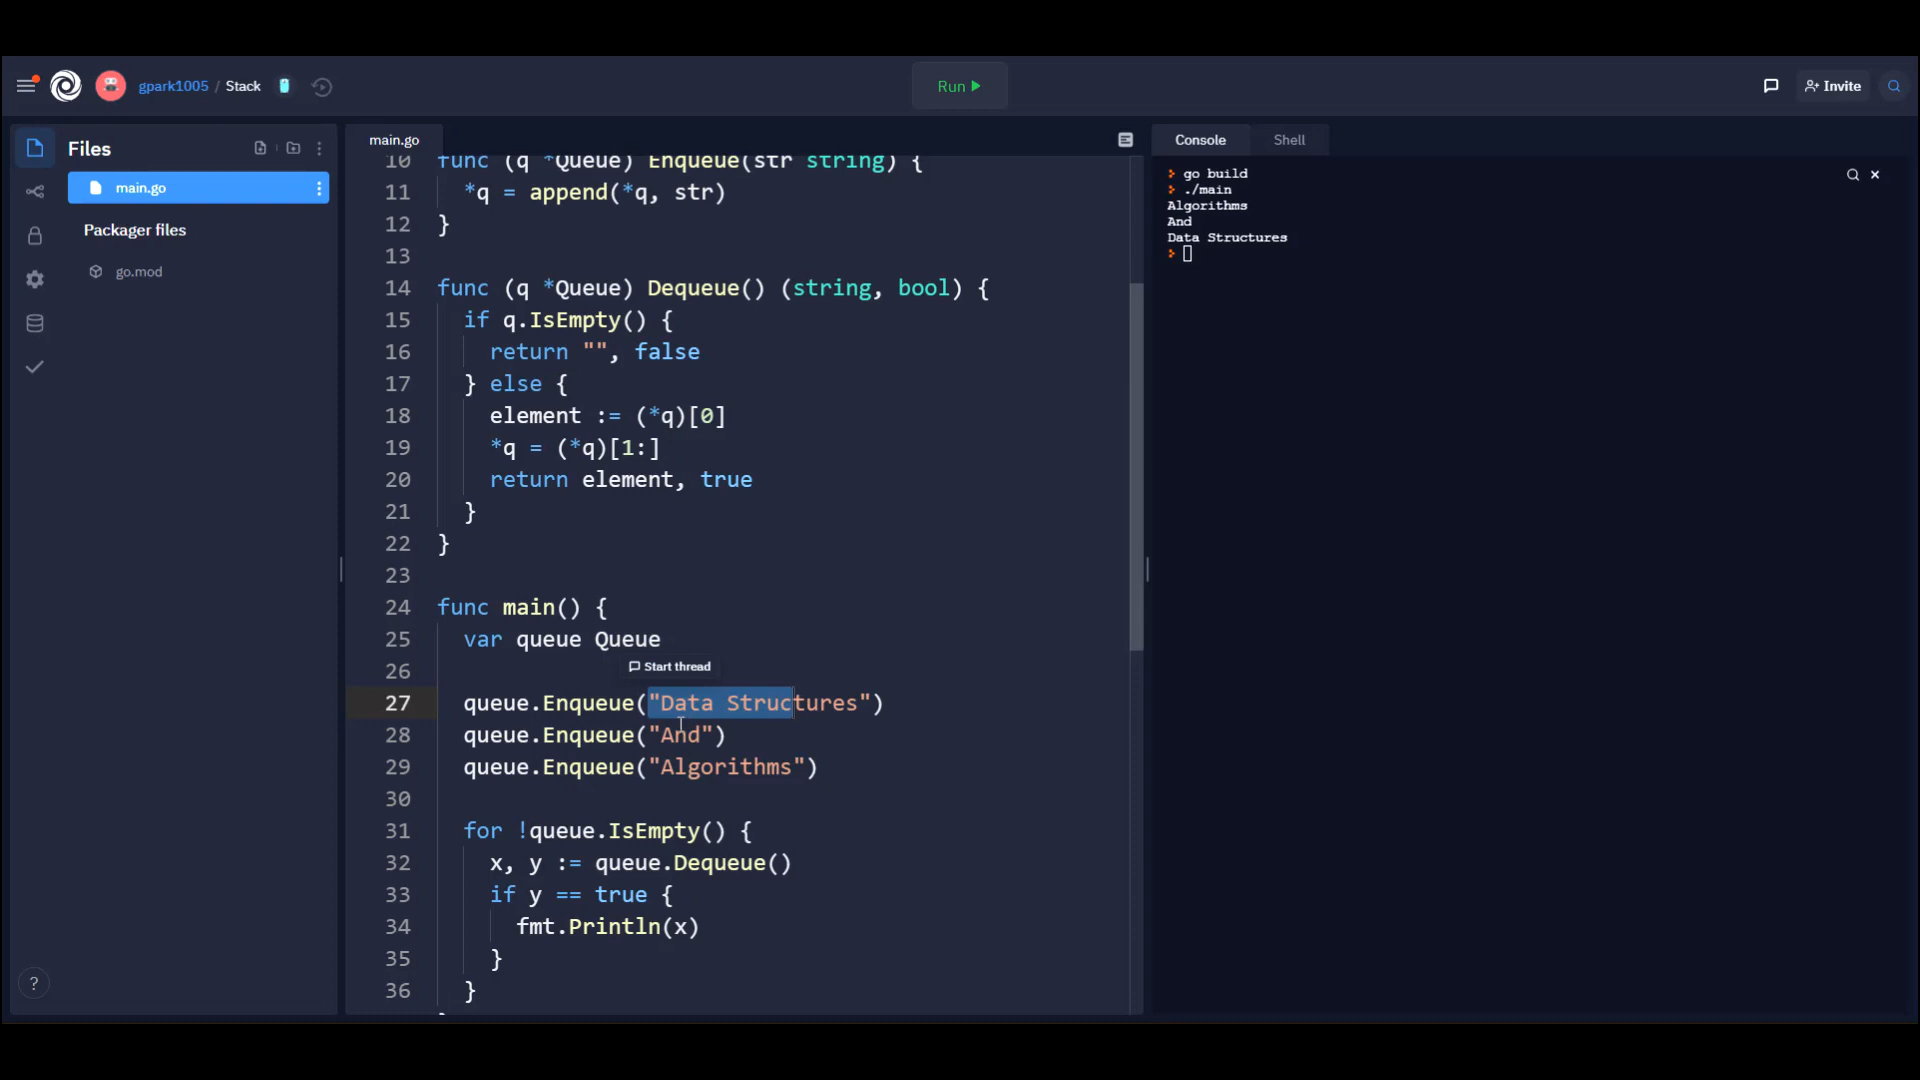 gpark1005 / Stack
Run
Invite
Files
main.go
Packager files
go.mod
main.go
10 func (q *Queue) Enqueue(str string) {
11 *q = append(*q, str)
12 }
13
14 func (q *Queue) Dequeue() (string, bool) {
15 if q.IsEmpty() {
16 return "", false
17 } else {
18 element := (*q)[0]
19 *q = (*q)[1:]
20 return element, true
21 }
22 }
23
24 func main() {
25 var queue Queue
26
Start thread
27 queue.Enqueue("Data Structures")
28 queue.Enqueue("And")
29 queue.Enqueue("Algorithms")
30
31 for !queue.IsEmpty() {
32 x, y := queue.Dequeue()
33 if y == true {
34 fmt.Println(x)
35 }
36 }
Console Shell
> go build
> ./main
Algorithms
And
Data Structures
>
?